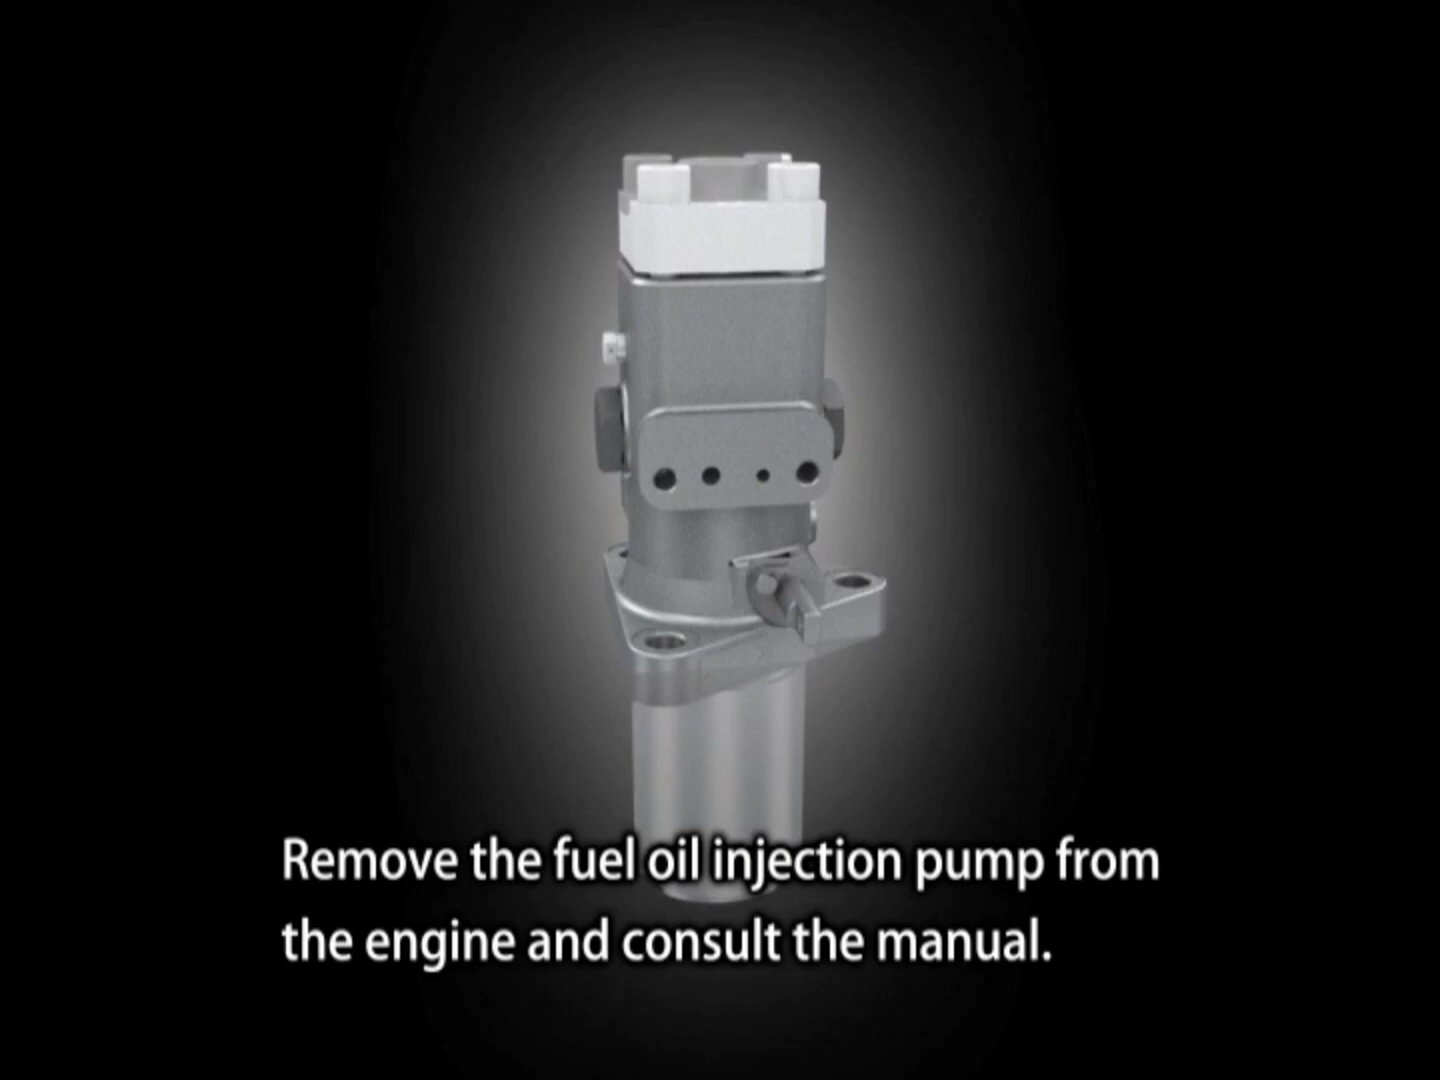 Remove the fuel oil injection pump from
the engine and consult the manual.